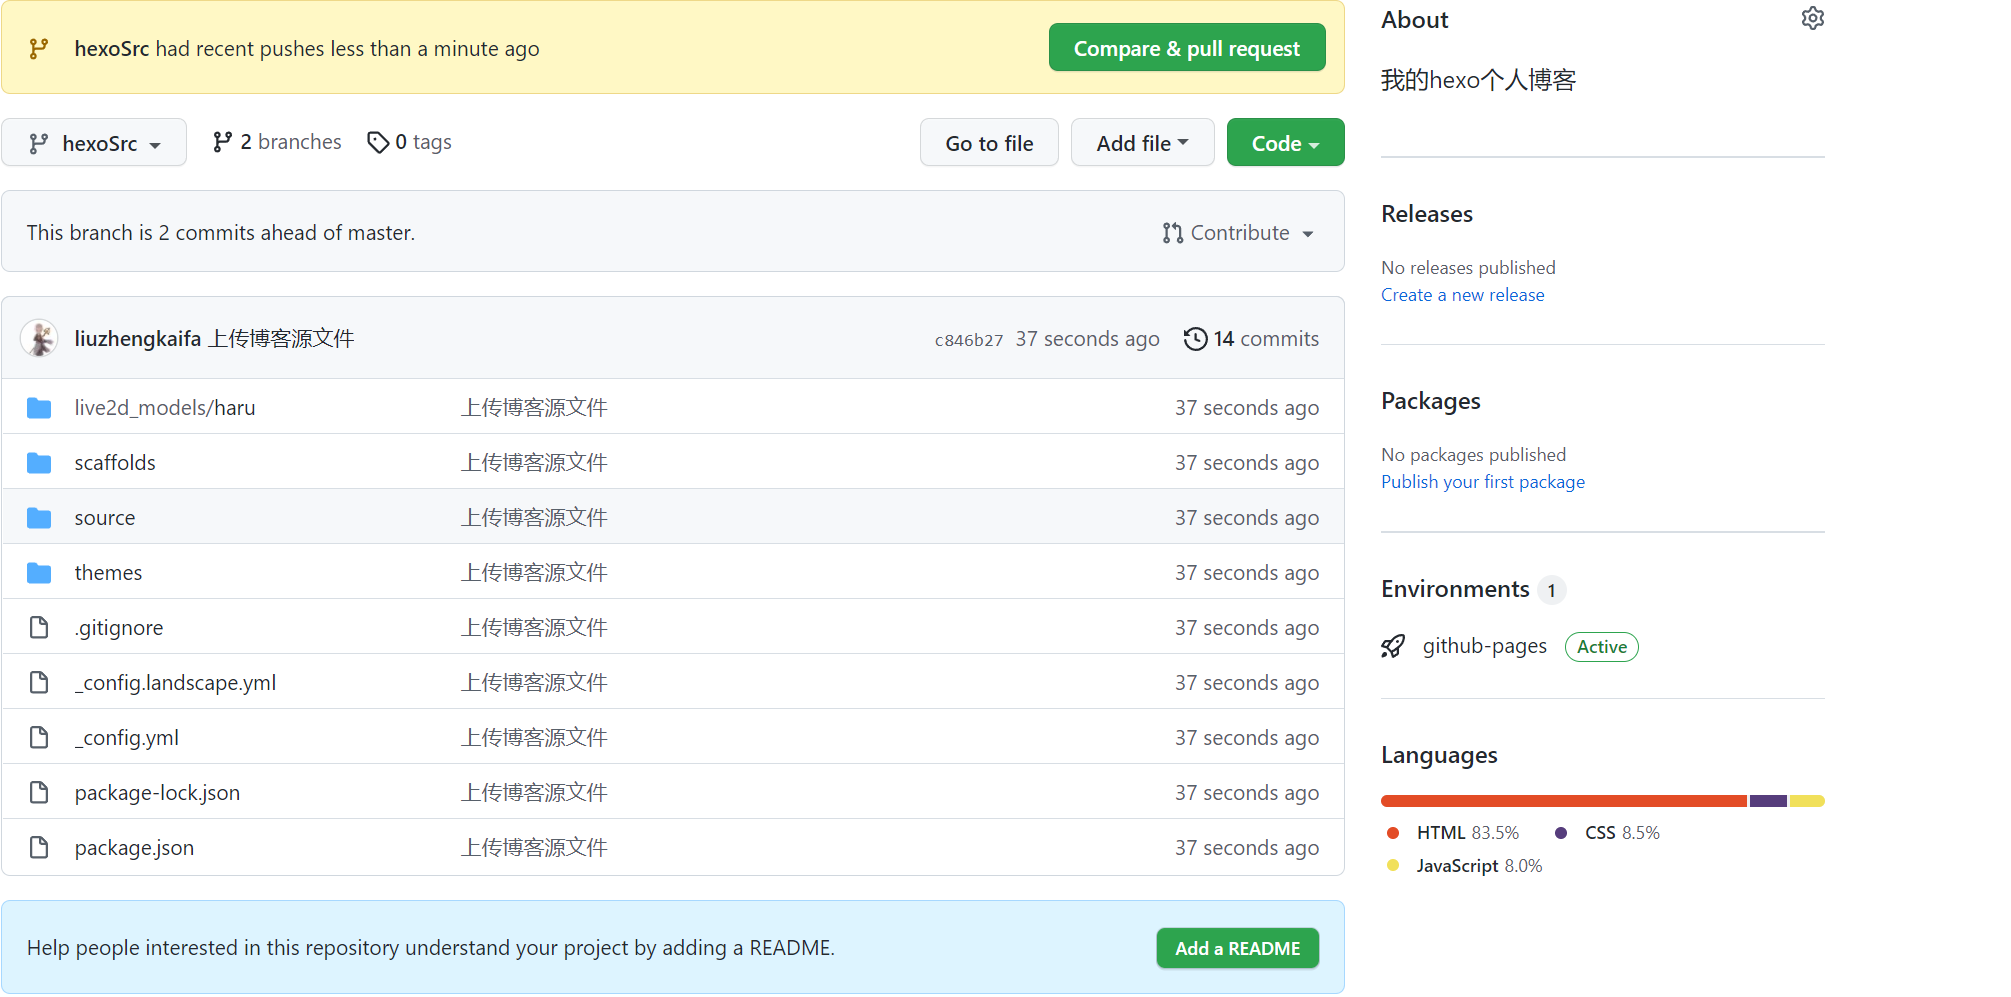 hexoSrc had recent pushes less than a minute ago
Compare & pull request
hexoSrc
2 branches
0 tags
Go to file
Add file
Code
This branch is 2 commits ahead of master.
Contribute
liuzhengkaifa 上传博客源文件
c846b27 37 seconds ago
14 commits
live2d_models/haru 上传博客源文件 37 seconds ago
scaffolds 上传博客源文件 37 seconds ago
source 上传博客源文件 37 seconds ago
themes 上传博客源文件 37 seconds ago
.gitignore 上传博客源文件 37 seconds ago
_config.landscape.yml 上传博客源文件 37 seconds ago
_config.yml 上传博客源文件 37 seconds ago
package-lock.json 上传博客源文件 37 seconds ago
package.json 上传博客源文件 37 seconds ago
Help people interested in this repository understand your project by adding a README.
Add a README
About
我的hexo个人博客
Releases
No releases published
Create a new release
Packages
No packages published
Publish your first package
Environments 1
github-pages Active
Languages
HTML 83.5% CSS 8.5%
JavaScript 8.0%